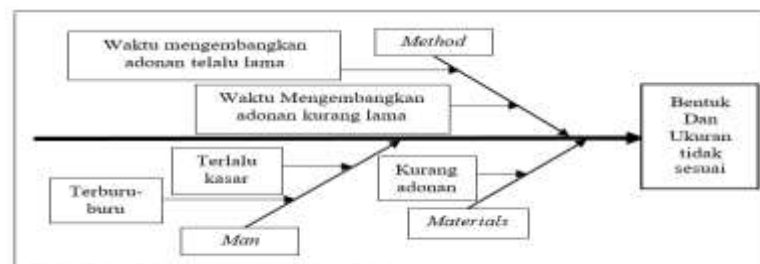 Waktu mengembangkan
adonan telalu lama
Method
Waktu Mengembangkan
adonan kurang lama
Bentuk
Dan
Ukuran
tidak
sesuai
Terlalu
kasar
Kurang
adonan
Terburu-
buru
Man
Materials